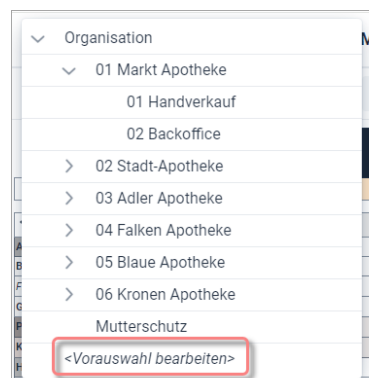 Organisation
01 Markt Apotheke
01 Handverkauf
02 Backoffice
02 Stadt-Apotheke
03 Adler Apotheke
04 Falken Apotheke
05 Blaue Apotheke
06 Kronen Apotheke
Mutterschutz
<Vorauswahl bearbeiten>